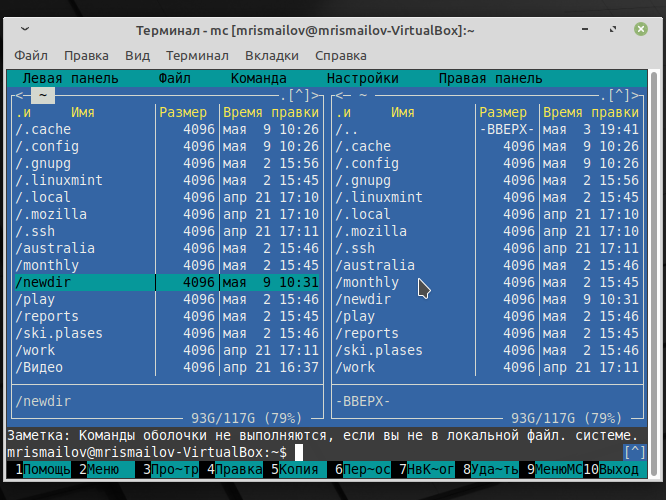 Терминал - mc [mrismailov@mrismailov-VirtualBox]:~
Файл Правка Вид Терминал Вкладки Справка
Левая панель Файл Команда Настройки Правая панель
<— ~ .[^]> <— ~ .[^]>
.и Имя Размер Время правки .и Имя Размер Время правки
/.cache 4096 мая 9 10:26 /.. -ВВЕРХ- мая 3 19:41
/.config 4096 мая 9 10:26 /.cache 4096 мая 9 10:26
/.gnupg 4096 мая 2 15:56 /.config 4096 мая 9 10:26
/.linuxmint 4096 мая 2 15:45 /.gnupg 4096 мая 2 15:56
/.local 4096 апр 21 17:10 /.linuxmint 4096 мая 2 15:45
/.mozilla 4096 апр 21 17:10 /.local 4096 апр 21 17:10
/.ssh 4096 апр 21 17:11 /.mozilla 4096 апр 21 17:10
/australia 4096 мая 2 15:46 /.ssh 4096 апр 21 17:11
/monthly 4096 мая 2 15:45 /australia 4096 мая 2 15:46
/newdir 4096 мая 9 10:31 /monthly 4096 мая 2 15:45
/play 4096 мая 2 15:46 /newdir 4096 мая 9 10:31
/reports 4096 мая 2 15:45 /play 4096 мая 2 15:46
/ski.plases 4096 мая 2 15:46 /reports 4096 мая 2 15:45
/work 4096 апр 21 17:11 /ski.plases 4096 мая 2 15:46
/Видео 4096 апр 21 16:37 /work 4096 апр 21 17:11
/newdir -ВВЕРХ-
93G/117G (79%) 93G/117G (79%)
Заметка: Команды оболочки не выполняются, если вы не в локальной файл. системе.
mrismailov@mrismailov-VirtualBox:~$ [^]
1Помощь 2Меню 3Про~тр 4Правка 5Копия 6Пер~ос 7НвК~ог 8Уда~ть 9МенюMC 10Выход